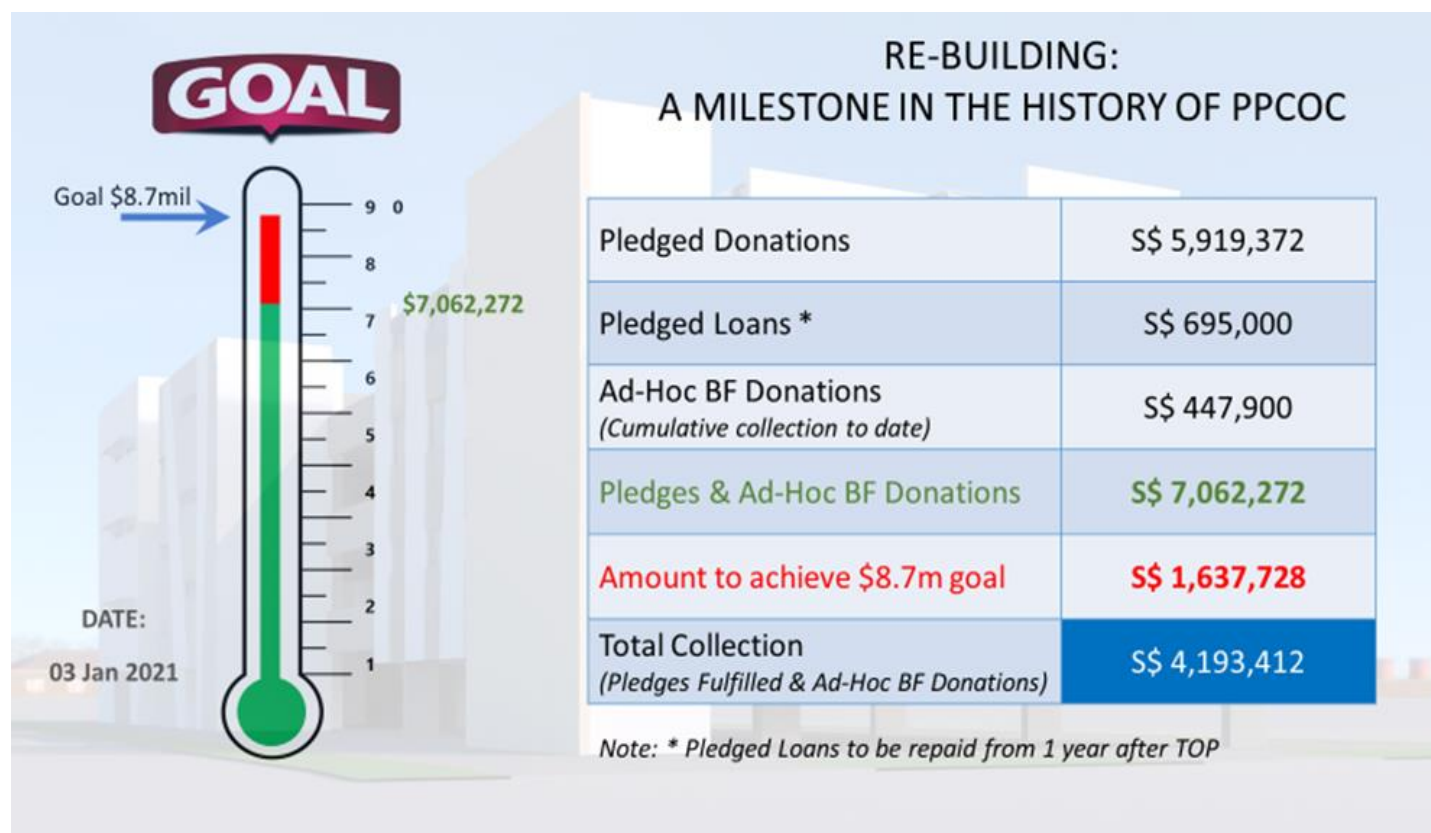 GOAL
Goal $8.7mil
9 0
8
7
$7,062,272
6
5
4
3
2
1
DATE:
03 Jan 2021
RE-BUILDING:
A MILESTONE IN THE HISTORY OF PPCOC
Pledged Donations S$ 5,919,372
Pledged Loans * S$ 695,000
Ad-Hoc BF Donations
(Cumulative collection to date) S$ 447,900
Pledges & Ad-Hoc BF Donations S$ 7,062,272
Amount to achieve $8.7m goal S$ 1,637,728
Total Collection
(Pledges Fulfilled & Ad-Hoc BF Donations) S$ 4,193,412
Note: * Pledged Loans to be repaid from 1 year after TOP